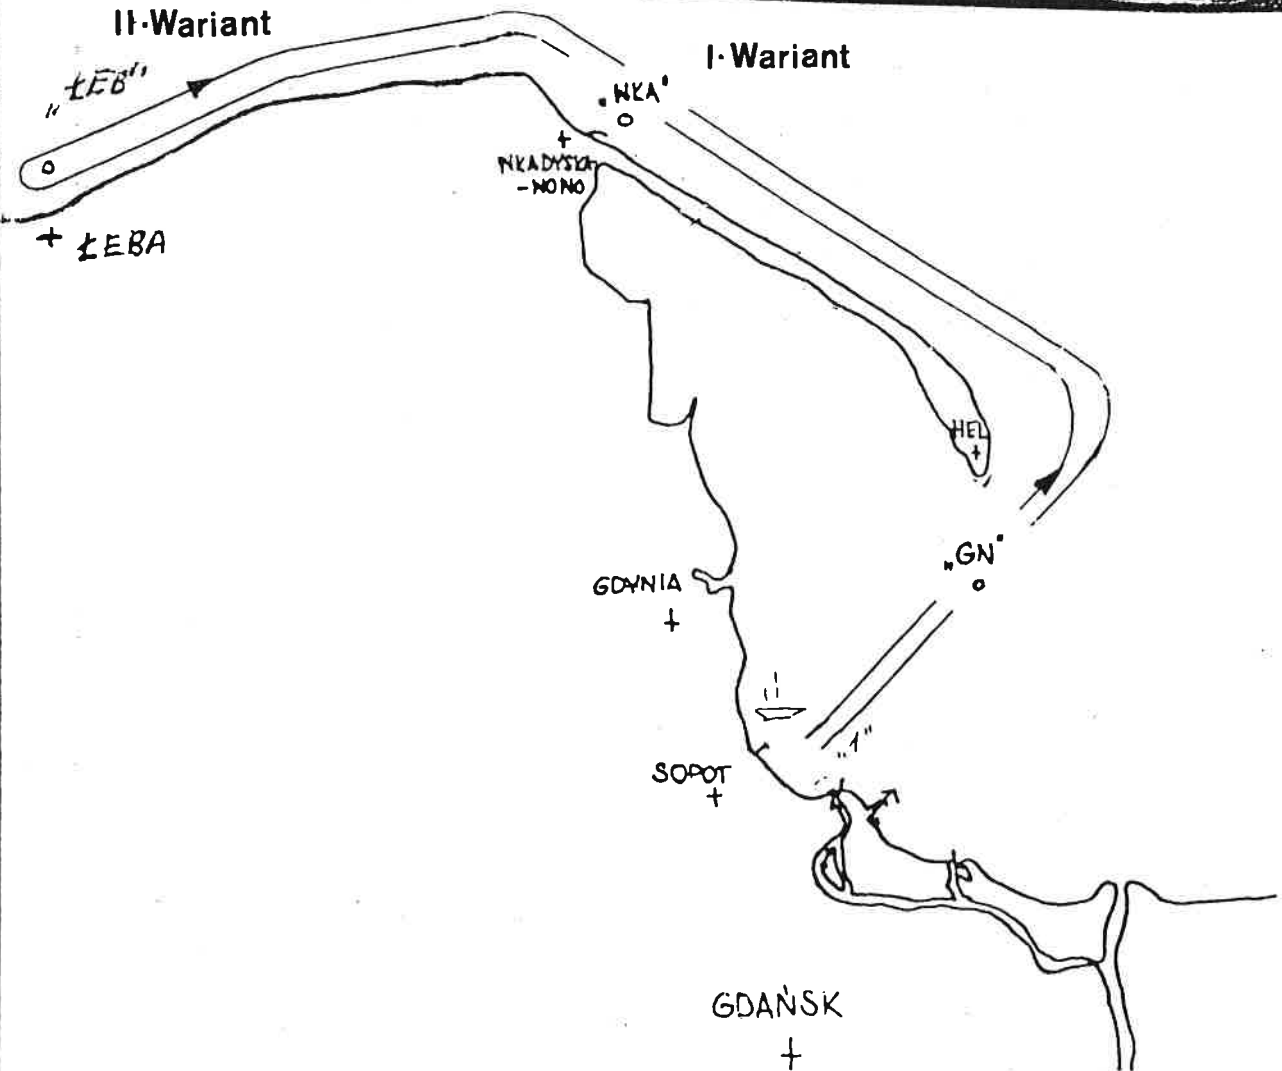 II·Wariant
I·Wariant
„ŁEB"
„WŁA"
WŁADYSŁA-
-WOWO
+ ŁEBA
HEL
„GN"
GDYNIA
„1"
SOPOT
GDAŃSK